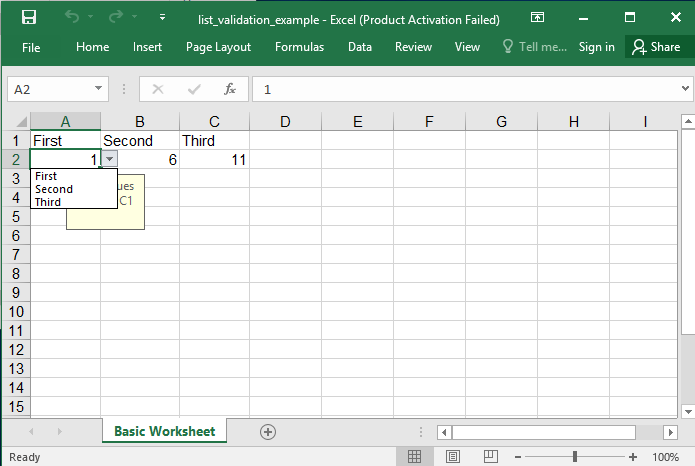 list_validation_example - Excel (Product Activation Failed)
File Home Insert Page Layout Formulas Data Review View Tell me... Sign in Share
A2 fx 1
A B C D E F G H I
1 First Second Third
2 1 6 11
3 First ues
Second
4 Third C1
5
6
7
8
9
10
11
12
13
14
15
Basic Worksheet
Ready 100%